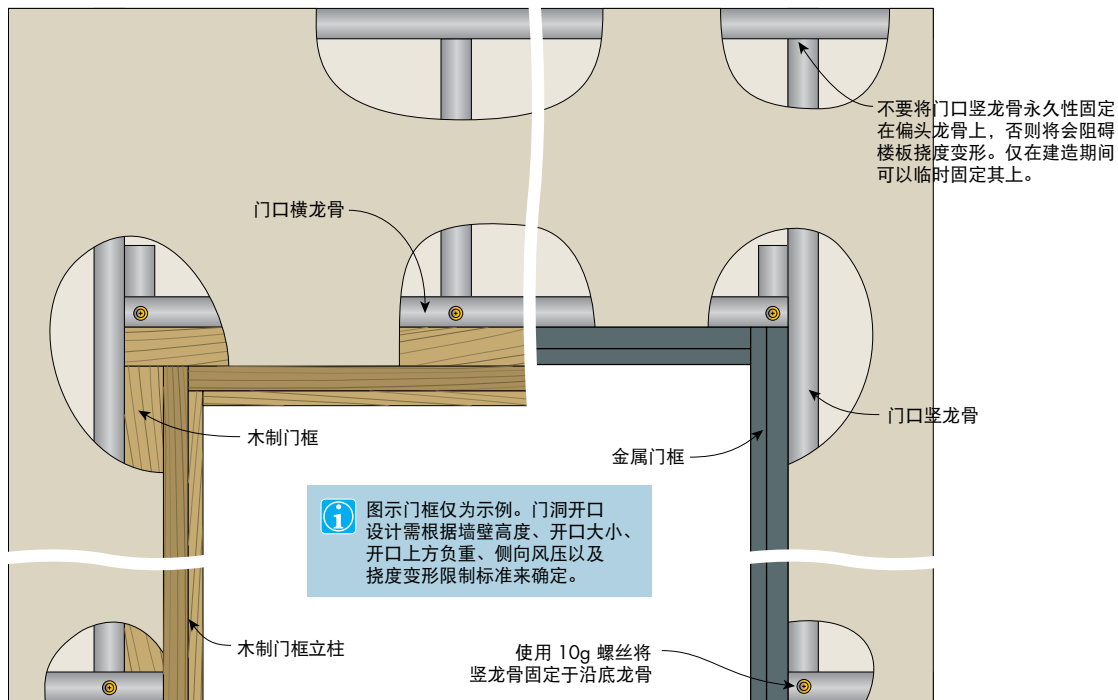 不要将门口竖龙骨永久性固定
在偏头龙骨上，否则将会阻碍
楼板挠度变形。仅在建造期间
可以临时固定其上。
门口横龙骨
门口竖龙骨
木制门框
金属门框
图示门框仅为示例。门洞开口
设计需根据墙壁高度、开口大小、
开口上方负重、侧向风压以及
挠度变形限制标准来确定。
木制门框立柱
使用 10g 螺丝将
竖龙骨固定于沿底龙骨